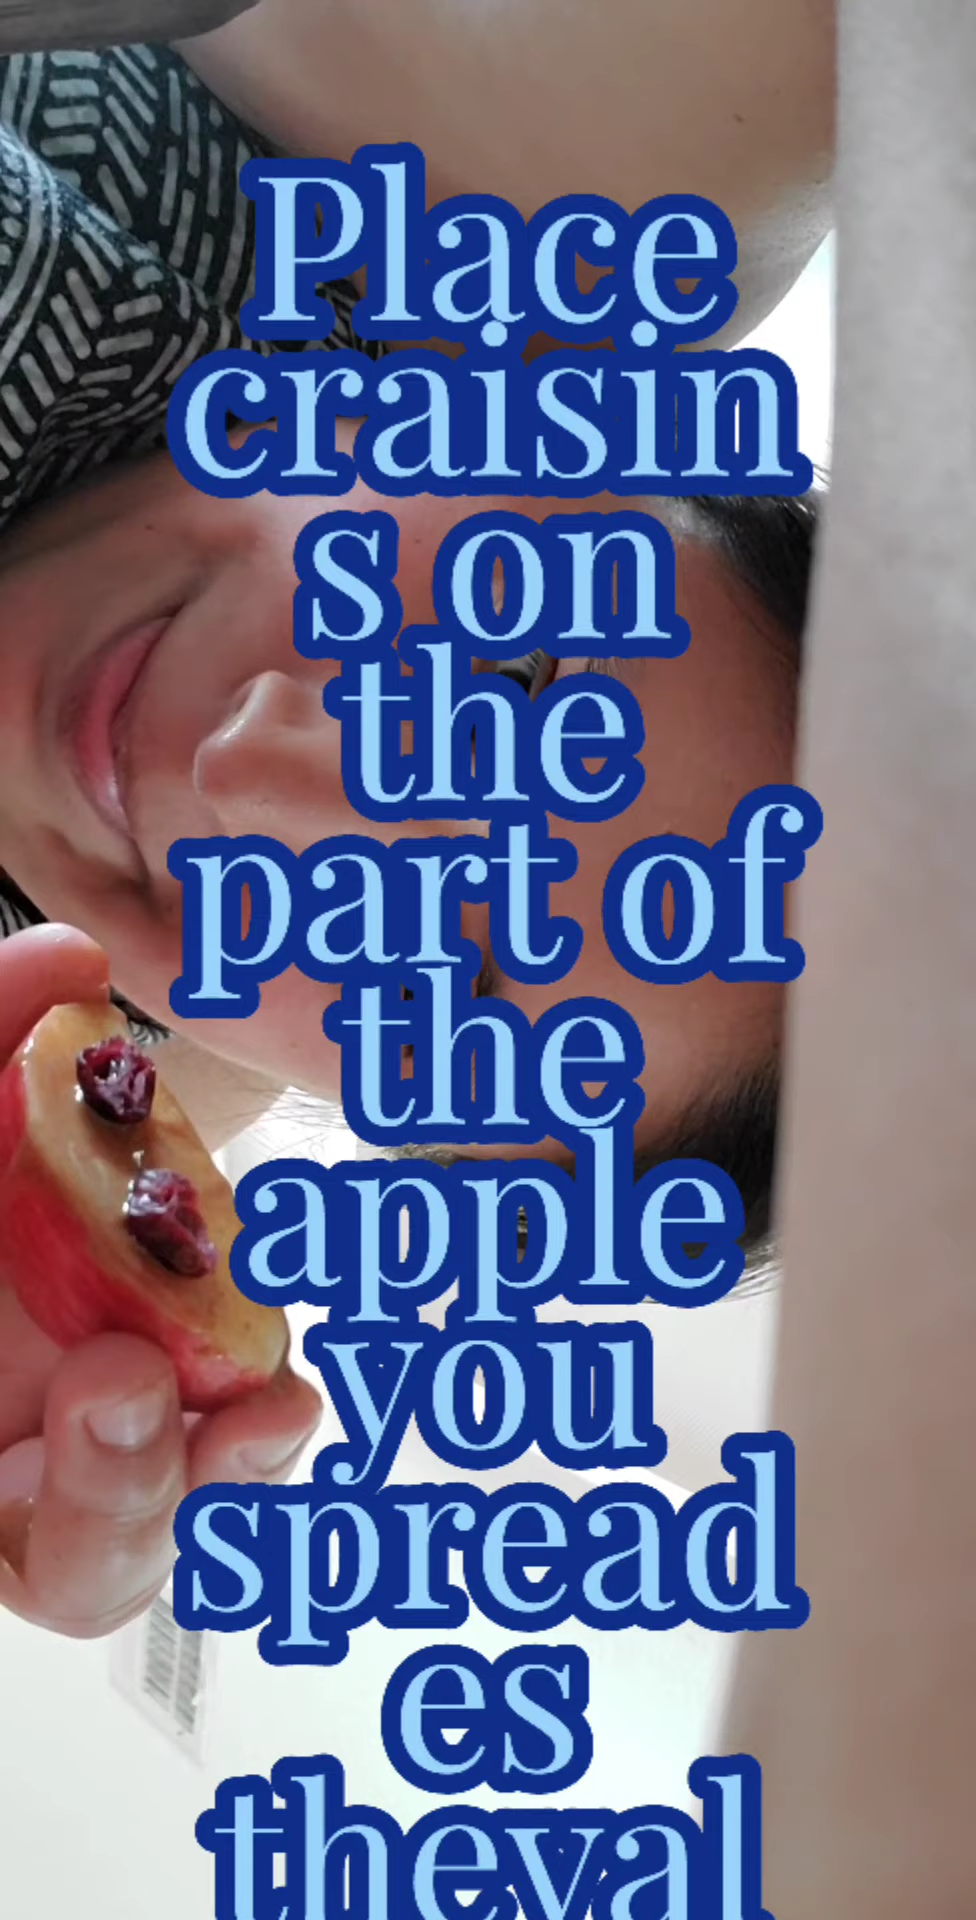 Place
craisin
s on
the
part of
the
apple
you
spread
es
theval